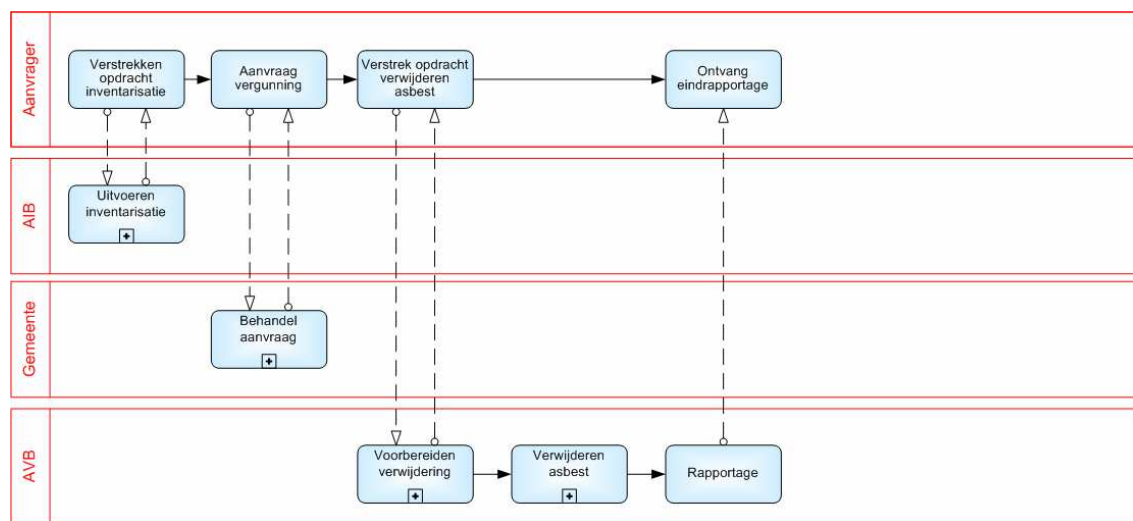 Aanvrager
Verstrekken
opdracht
inventarisatie
Aanvraag
vergunning
Verstrek opdracht
verwijderen
asbest
Ontvang
eindrapportage
AIB
Uitvoeren
inventarisatie
Gemeente
Behandel
aanvraag
AVB
Voorbereiden
verwijdering
Verwijderen
asbest
Rapportage